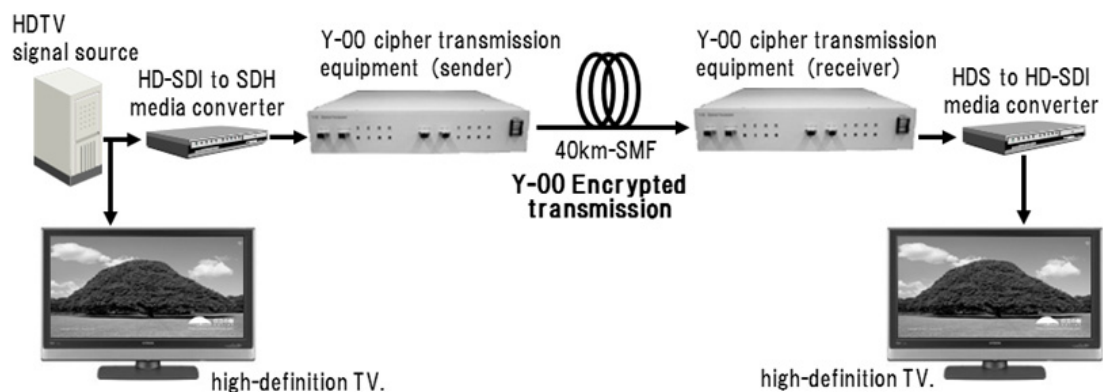 HDTV
signal source
HD-SDI to SDH
media converter
Y-00 cipher transmission
equipment (sender)
40km-SMF
Y-00 Encrypted
transmission
Y-00 cipher transmission
equipment (receiver)
HDS to HD-SDI
media converter
high-definition TV.
high-definition TV.